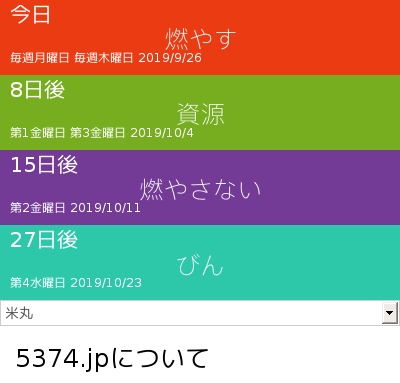 今日
燃やす
毎週月曜日 毎週木曜日 2019/9/26
8日後
資源
第1金曜日 第3金曜日 2019/10/4
15日後
燃やさない
第2金曜日 2019/10/11
27日後
びん
第4水曜日 2019/10/23
米丸
5374.jpについて